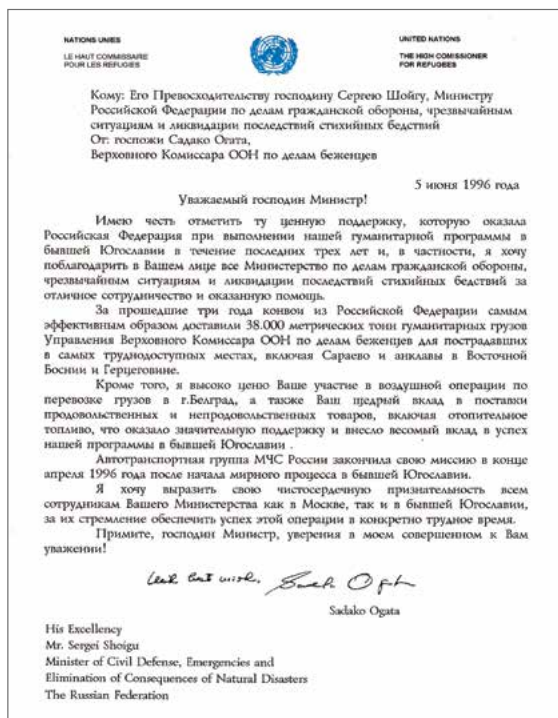 NATIONS UNIES
LE HAUT COMMISSAIRE
POUR LES REFUGIES
UNITED NATIONS
THE HIGH COMISSIONER
FOR REFUGEES
Кому: Его Превосходительству господину Сергею Шойгу, Министру
Российской Федерации по делам гражданской обороны, чрезвычайным
ситуациям и ликвидации последствий стихийных бедствий
От: госпожи Садако Огата,
Верховного Комиссара ООН по делам беженцев
5 июня 1996 года
Уважаемый господин Министр!
Имею честь отметить ту ценную поддержку, которую оказала
Российская Федерация при выполнении нашей гуманитарной программы в
бывшей Югославии в течение последних трех лет и, в частности, я хочу
поблагодарить в Вашем лице все Министерство по делам гражданской обороны,
чрезвычайным ситуациям и ликвидации последствий стихийных бедствий за
отличное сотрудничество и оказанную помощь.
За прошедшие три года конвои из Российской Федерации самым
эффективным образом доставили 38.000 метрических тонн гуманитарных грузов
Управления Верховного Комиссара ООН по делам беженцев для пострадавших
в самых труднодоступных местах, включая Сараево и анклавы в Восточной
Боснии и Герцеговине.
Кроме того, я высоко ценю Ваше участие в воздушной операции по
перевозке грузов в г.Белград, а также Ваш щедрый вклад в поставки
продовольственных и непродовольственных товаров, включая отопительное
топливо, что оказало значительную поддержку и внесло весомый вклад в успех
нашей программы в бывшей Югославии .
Автотранспортная группа МЧС России закончила свою миссию в конце
апреля 1996 года после начала мирного процесса в бывшей Югославии.
Я хочу выразить свою чистосердечную признательность всем
сотрудникам Вашего Министерства как в Москве, так и в бывшей Югославии,
за их стремление обеспечить успех этой операции в конкретно трудное время.
Примите, господин Министр, уверения в моем совершенном к Вам
уважении!
with best wish. Sadako Ogata
Sadako Ogata
His Excellency
Mr. Sergei Shoigu
Minister of Civil Defense, Emergencies and
Elimination of Consequences of Natural Disasters
The Russian Federation